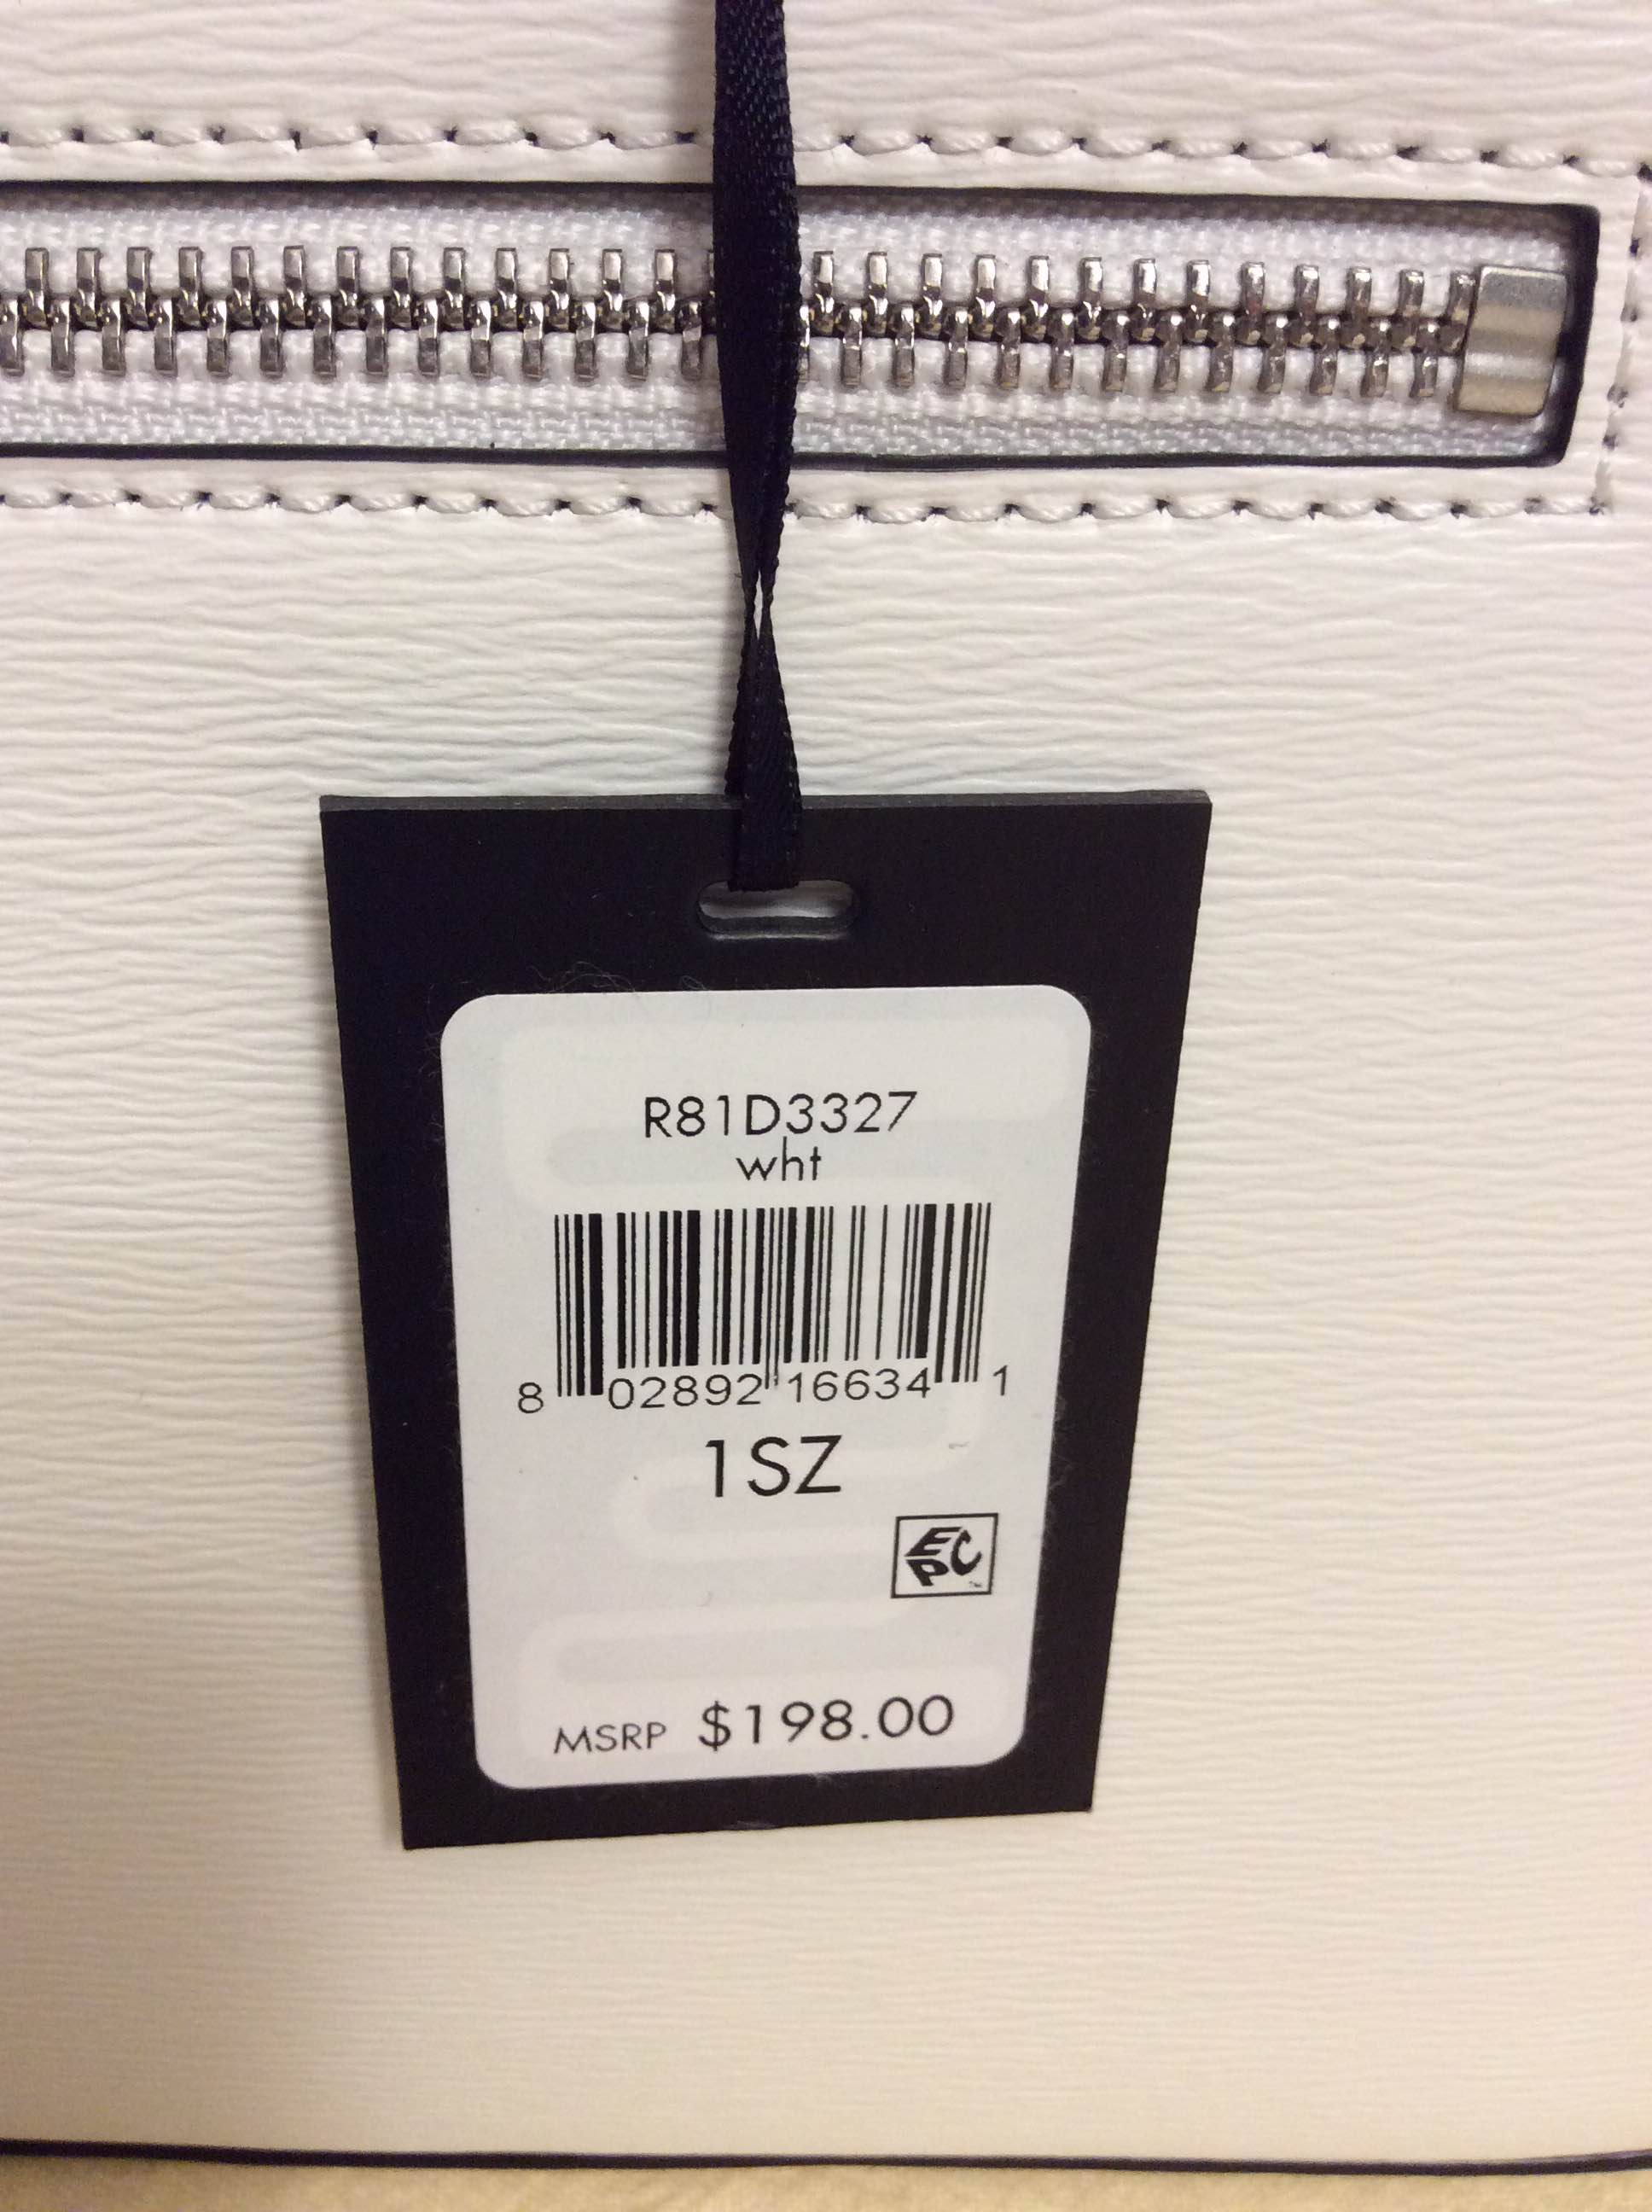 R81D3327
wht
8 02892 16634 1
1SZ
EPC
MSRP $198.00